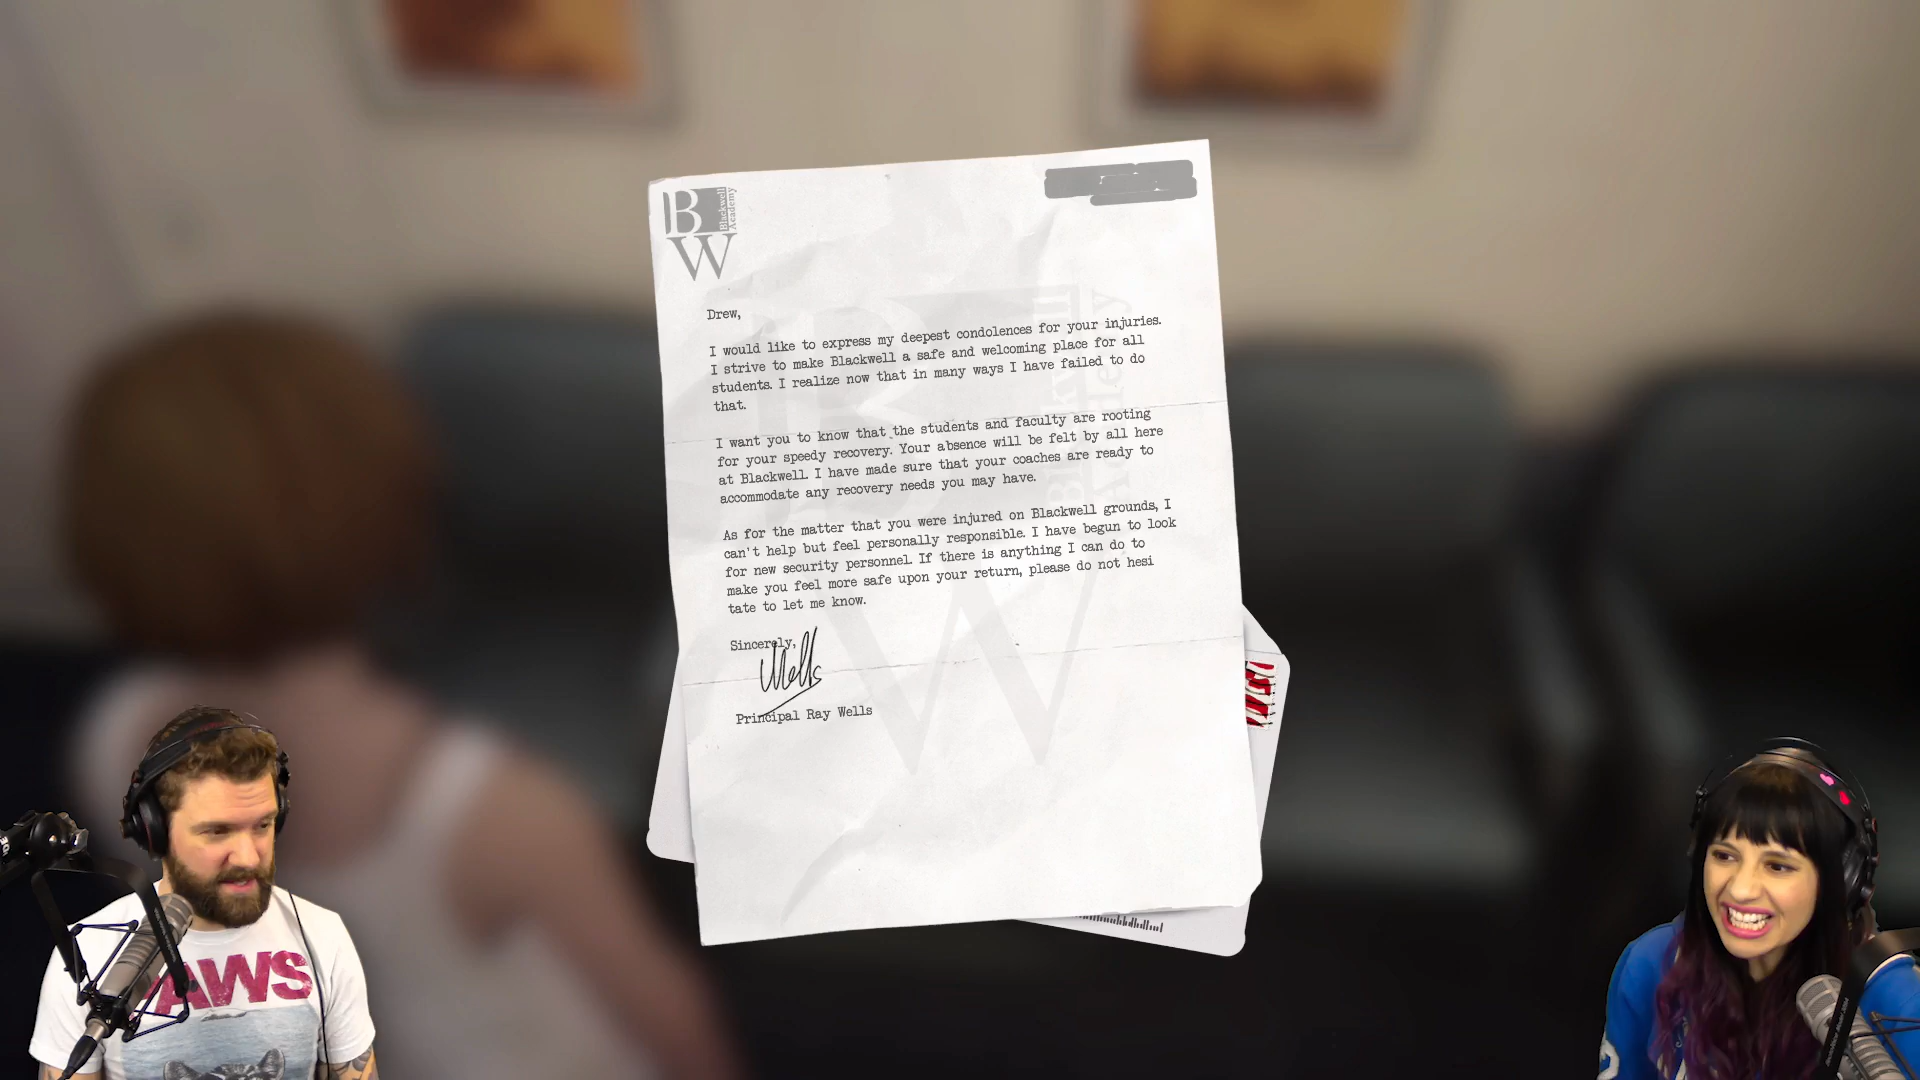 B
W
Blackwell
Academy
Drew,
I would like to express my deepest condolences for your injuries.
I strive to make Blackwell a safe and welcoming place for all
students. I realize now that in many ways I have failed to do
that.
I want you to know that the students and faculty are rooting
for your speedy recovery. Your absence will be felt by all here
at Blackwell. I have made sure that your coaches are ready to
accommodate any recovery needs you may have.
As for the matter that you were injured on Blackwell grounds, I
can't help but feel personally responsible. I have begun to look
for new security personnel. If there is anything I can do to
make you feel more safe upon your return, please do not hesi
tate to let me know.
Sincerely,
Wells
Principal Ray Wells
AWS